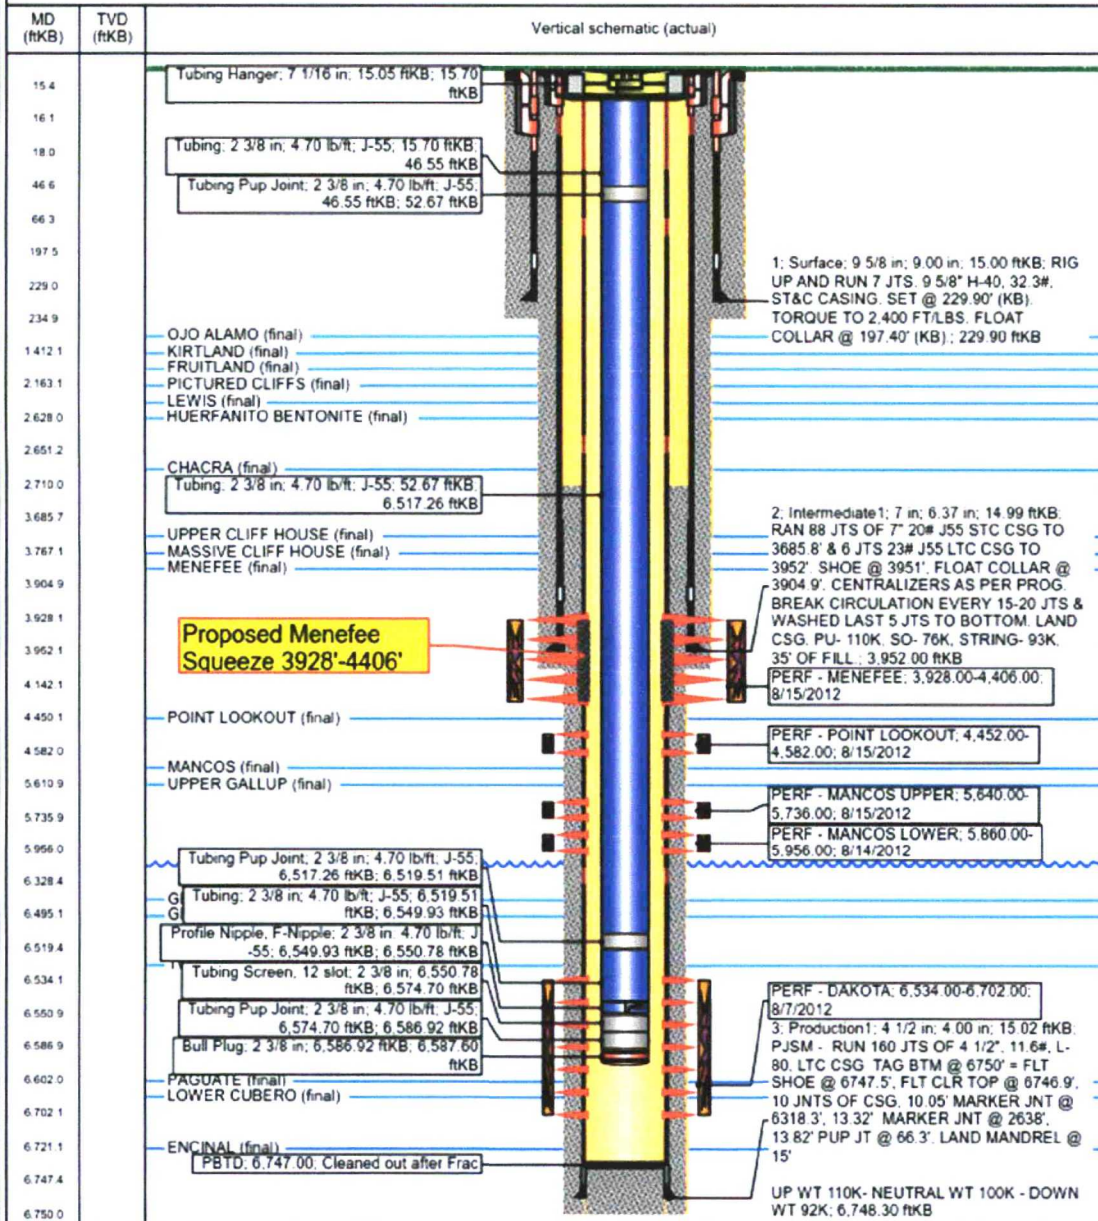 MD
(ftKB)
TVD
(ftKB)
Vertical schematic (actual)
15.4
16.1
18.0
46.6
66.3
197.5
229.0
234.9
1,412.1
2,163.1
2,628.0
2,651.2
2,710.0
3,685.7
3,767.1
3,904.9
3,928.1
3,952.1
4,142.1
4,450.1
4,582.0
5,610.9
5,735.9
5,956.0
6,328.4
6,495.1
6,519.4
6,534.1
6,550.9
6,586.9
6,602.0
6,702.1
6,721.1
6,747.4
6,750.0
Tubing Hanger; 7 1/16 in; 15.05 ftKB; 15.70
ftKB
Tubing; 2 3/8 in; 4.70 lb/ft; J-55; 15.70 ftKB;
46.55 ftKB
Tubing Pup Joint; 2 3/8 in; 4.70 lb/ft; J-55;
46.55 ftKB; 52.67 ftKB
OJO ALAMO (final)
KIRTLAND (final)
FRUITLAND (final)
PICTURED CLIFFS (final)
LEWIS (final)
HUERFANITO BENTONITE (final)
CHACRA (final)
Tubing; 2 3/8 in; 4.70 lb/ft; J-55; 52.67 ftKB;
6,517.26 ftKB
UPPER CLIFF HOUSE (final)
MASSIVE CLIFF HOUSE (final)
MENEFEE (final)
Proposed Menefee
Squeeze 3928'-4406'
POINT LOOKOUT (final)
MANCOS (final)
UPPER GALLUP (final)
Tubing Pup Joint; 2 3/8 in; 4.70 lb/ft; J-55;
6,517.26 ftKB; 6,519.51 ftKB
Tubing; 2 3/8 in; 4.70 lb/ft; J-55; 6,519.51
ftKB; 6,549.93 ftKB
Profile Nipple, F-Nipple; 2 3/8 in; 4.70 lb/ft; J
-55; 6,549.93 ftKB; 6,550.78 ftKB
Tubing Screen, 12 slot; 2 3/8 in; 6,550.78
ftKB; 6,574.70 ftKB
Tubing Pup Joint; 2 3/8 in; 4.70 lb/ft; J-55;
6,574.70 ftKB; 6,586.92 ftKB
Bull Plug; 2 3/8 in; 6,586.92 ftKB; 6,587.60
ftKB
PAGUATE (final)
LOWER CUBERO (final)
ENCINAL (final)
PBTD; 6,747.00; Cleaned out after Frac
1; Surface; 9 5/8 in; 9.00 in; 15.00 ftKB; RIG
UP AND RUN 7 JTS. 9 5/8" H-40, 32.3#,
ST&C CASING. SET @ 229.90' (KB).
TORQUE TO 2,400 FT/LBS. FLOAT
COLLAR @ 197.40' (KB).; 229.90 ftKB
2; Intermediate1; 7 in; 6.37 in; 14.99 ftKB;
RAN 88 JTS OF 7" 20# J55 STC CSG TO
3685.8' & 6 JTS 23# J55 LTC CSG TO
3952'. SHOE @ 3951', FLOAT COLLAR @
3904.9'. CENTRALIZERS AS PER PROG.
BREAK CIRCULATION EVERY 15-20 JTS &
WASHED LAST 5 JTS TO BOTTOM. LAND
CSG. PU- 110K, SO- 76K, STRING- 93K.
35' OF FILL.; 3,952.00 ftKB
PERF - MENEFEE; 3,928.00-4,406.00;
8/15/2012
PERF - POINT LOOKOUT; 4,452.00-
4,582.00; 8/15/2012
PERF - MANCOS UPPER; 5,640.00-
5,736.00; 8/15/2012
PERF - MANCOS LOWER; 5,860.00-
5,956.00; 8/14/2012
PERF - DAKOTA; 6,534.00-6,702.00;
8/7/2012
3; Production1; 4 1/2 in; 4.00 in; 15.02 ftKB;
PJSM - RUN 160 JTS OF 4 1/2", 11.6#, L-
80, LTC CSG TAG BTM @ 6750' = FLT
SHOE @ 6747.5', FLT CLR TOP @ 6746.9',
10 JNTS OF CSG, 10.05' MARKER JNT @
6318.3', 13.32' MARKER JNT @ 2638',
13.82' PUP JT @ 66.3'. LAND MANDREL @
15'
UP WT 110K- NEUTRAL WT 100K - DOWN
WT 92K; 6,748.30 ftKB